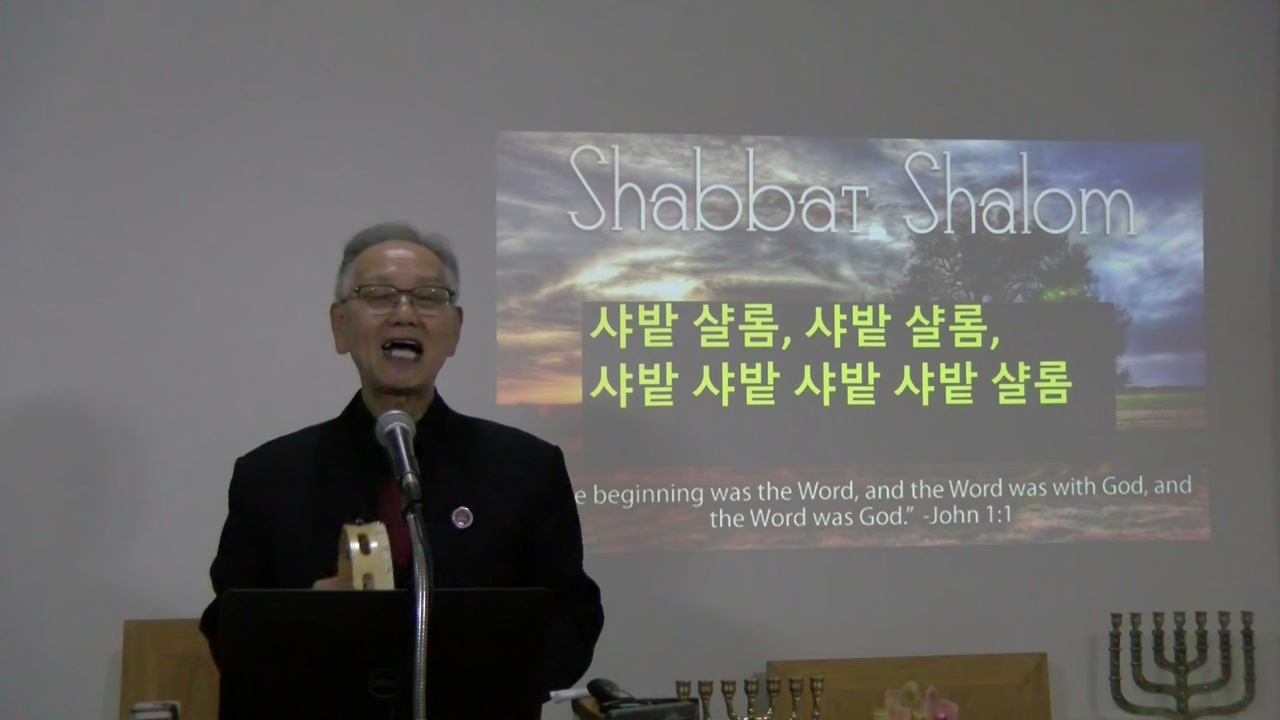 Shabbat Shalom
샤밭 샬롬, 샤밭 샬롬,
샤밭 샤밭 샤밭 샤밭 샬롬
e beginning was the Word, and the Word was with God, and
the Word was God.” -John 1:1